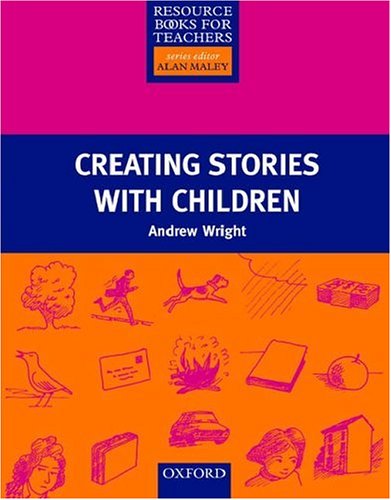 RESOURCE
BOOKS FOR
TEACHERS
series editor
ALAN MALEY
CREATING STORIES
WITH CHILDREN
Andrew Wright
OXFORD